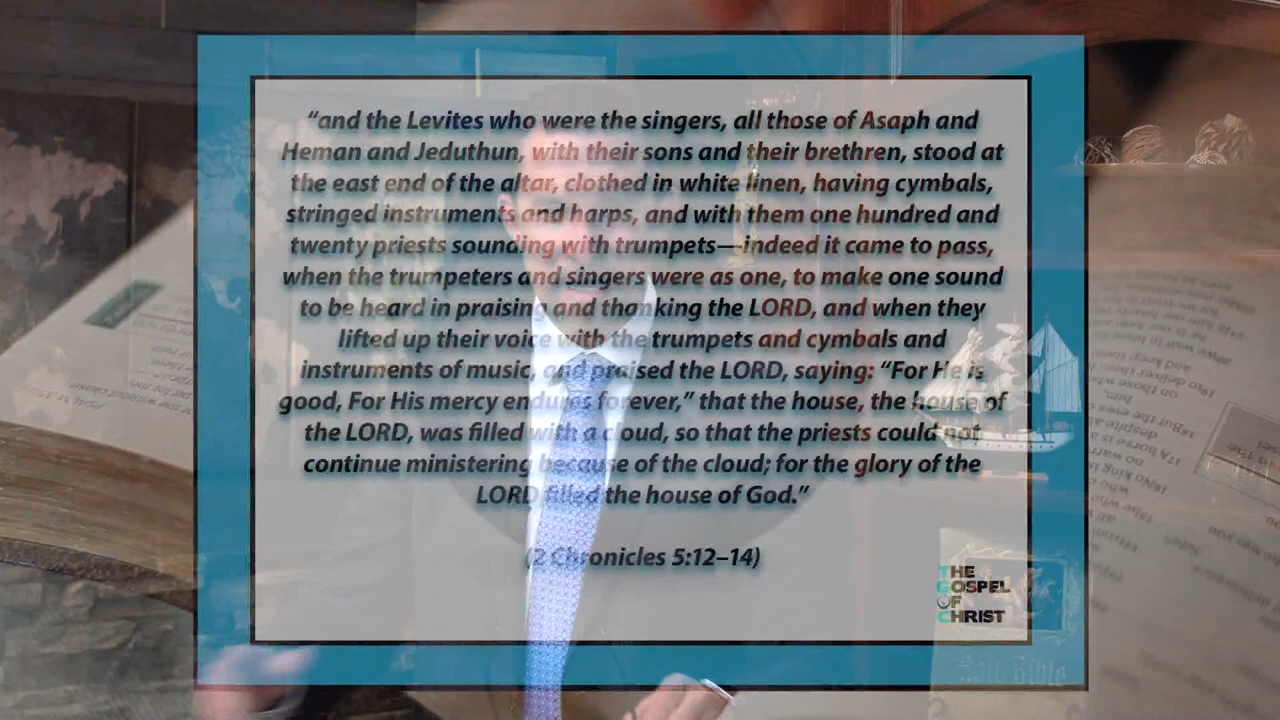 “and the Levites who were the singers, all those of Asaph and
Heman and Jeduthun, with their sons and their brethren, stood at
the east end of the altar, clothed in white linen, having cymbals,
stringed instruments and harps, and with them one hundred and
twenty priests sounding with trumpets—indeed it came to pass,
when the trumpeters and singers were as one, to make one sound
to be heard in praising and thanking the LORD, and when they
lifted up their voice with the trumpets and cymbals and
instruments of music, and praised the LORD, saying: “For He is
good, For His mercy endures forever,” that the house, the house of
the LORD, was filled with a cloud, so that the priests could not
continue ministering because of the cloud; for the glory of the
LORD filled the house of God.”
(2 Chronicles 5:12–14)
THE
GOSPEL
OF
CHRIST
Holy Bible